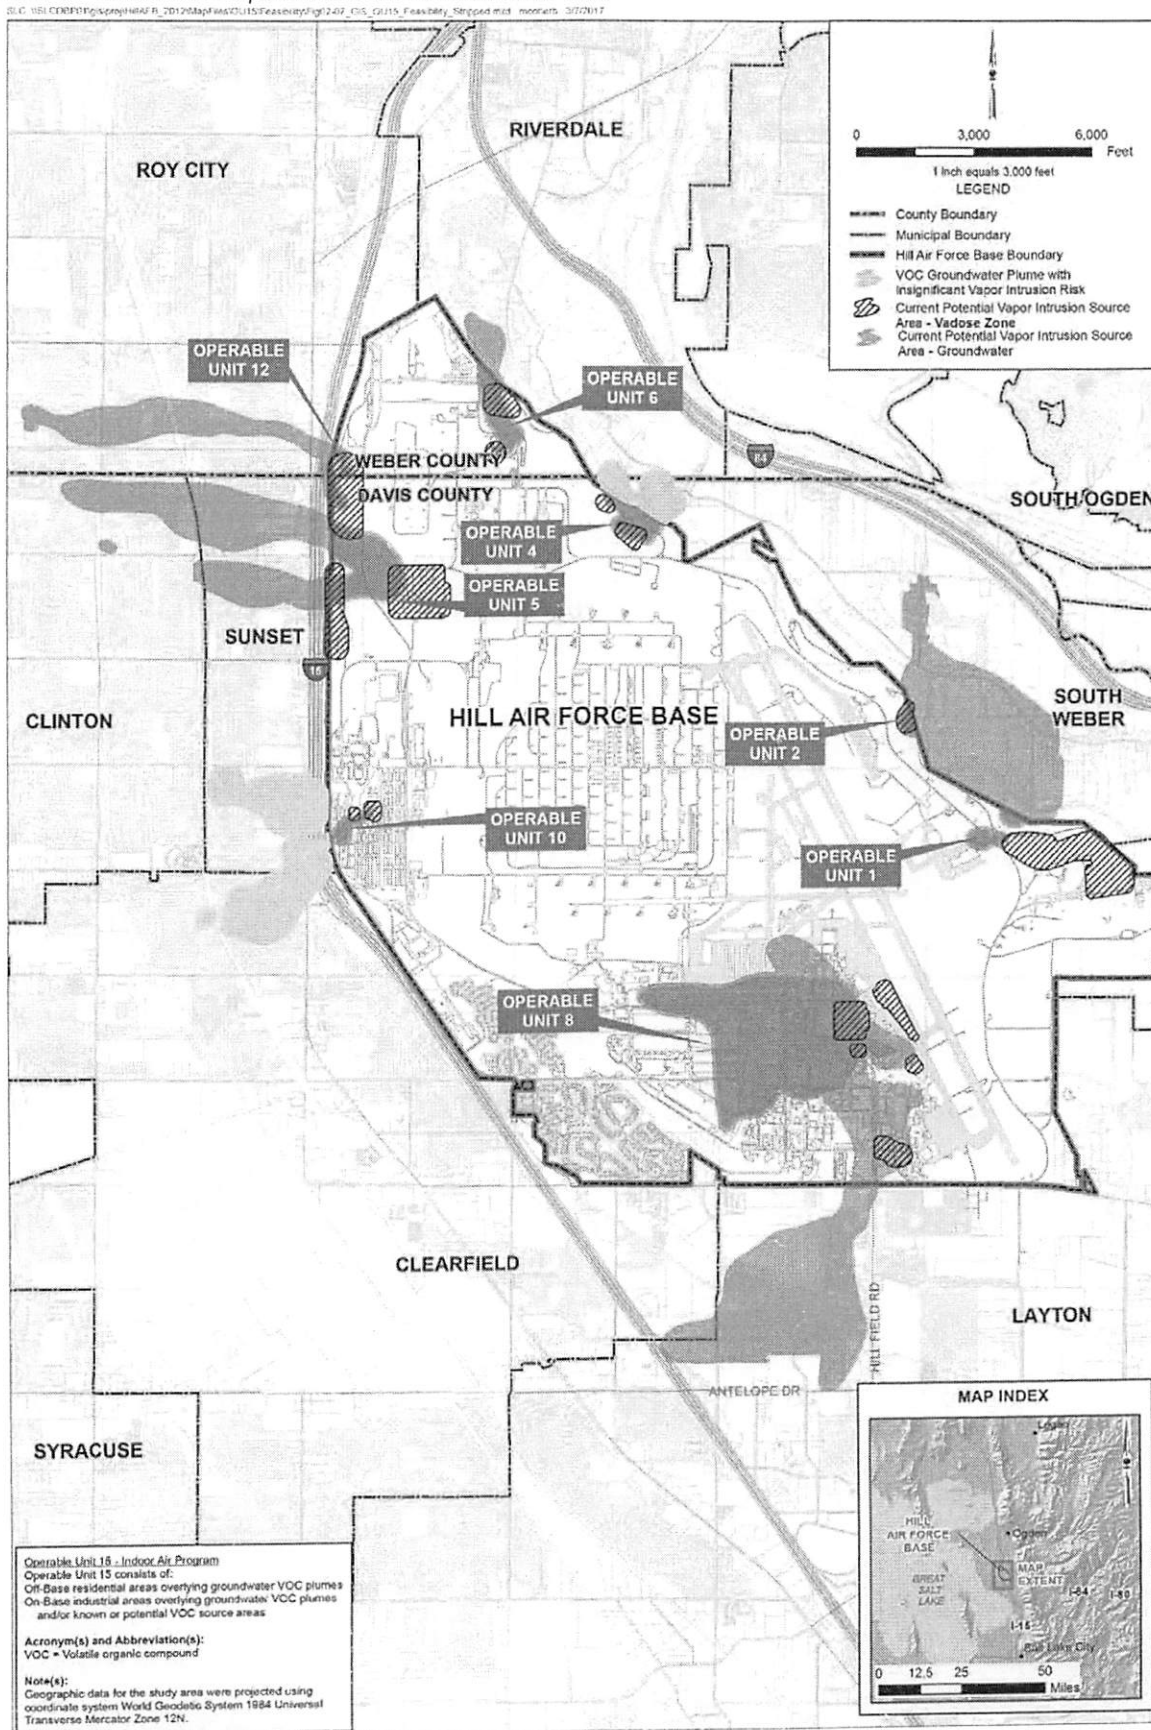 RIVERDALE
ROY CITY
0 3,000 6,000
Feet
1 Inch equals 3,000 feet
LEGEND
County Boundary
Municipal Boundary
Hill Air Force Base Boundary
VOC Groundwater Plume with
Insignificant Vapor Intrusion Risk
Current Potential Vapor Intrusion Source
Area - Vadose Zone
Current Potential Vapor Intrusion Source
Area - Groundwater
OPERABLE
UNIT 12
OPERABLE
UNIT 6
WEBER COUNTY
84
DAVIS COUNTY
SOUTH OGDEN
OPERABLE
UNIT 4
OPERABLE
UNIT 5
SUNSET
15
CLINTON
HILL AIR FORCE BASE
SOUTH
WEBER
OPERABLE
UNIT 2
OPERABLE
UNIT 10
OPERABLE
UNIT 1
OPERABLE
UNIT 8
CLEARFIELD
HILL FIELD RD
LAYTON
ANTELOPE DR
SYRACUSE
MAP INDEX
Logan
HILL
AIR FORCE
BASE
Ogden
MAP
EXTENT
GREAT
SALT
LAKE
I-84
I-80
I-15
Salt Lake City
0 12.5 25 50
Miles
Operable Unit 15 - Indoor Air Program
Operable Unit 15 consists of:
Off-Base residential areas overlying groundwater VOC plumes
On-Base industrial areas overlying groundwater VOC plumes
and/or known or potential VOC source areas
Acronym(s) and Abbreviation(s):
VOC = Volatile organic compound
Note(s):
Geographic data for the study area were projected using
coordinate system World Geodetic System 1984 Universal
Transverse Mercator Zone 12N.